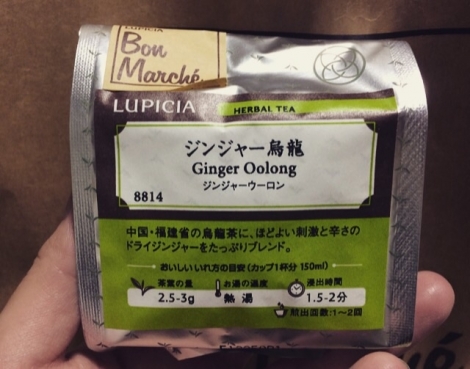 LUPICIA
Bon
Marché
LUPICIA
HERBAL TEA
ジンジャー烏龍
Ginger Oolong
ジンジャーウーロン
8814
中国・福建省の烏龍茶に、ほどよい刺激と辛さの
ドライジンジャーをたっぷりブレンド。
おいしいいれ方の目安(カップ1杯分 150ml)
茶葉の量 お湯の温度 浸出時間
2.5-3g 熱湯 1.5-2分
煎出回数:1~2回